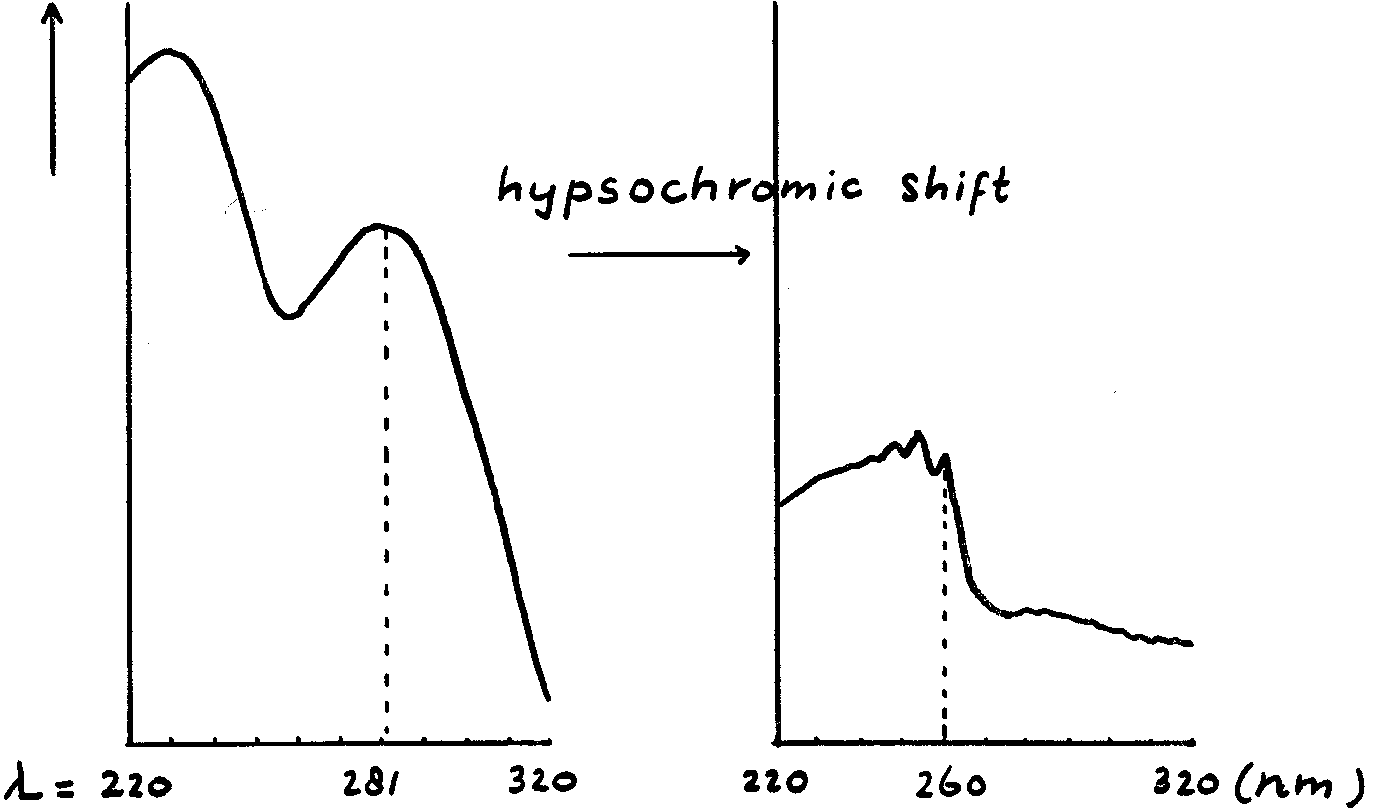 hypsochromic shift
λ = 220 281 320 220 260 320 (nm)